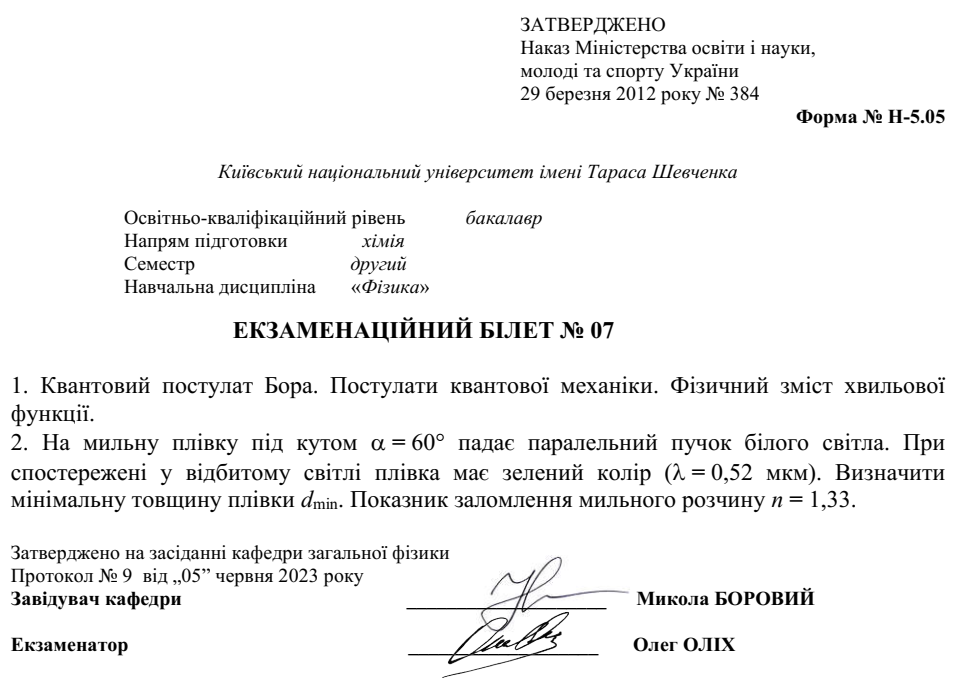 ЗАТВЕРДЖЕНО
Наказ Міністерства освіти і науки,
молоді та спорту України
29 березня 2012 року № 384
Форма № Н-5.05
Київський національний університет імені Тараса Шевченка
Освітньо-кваліфікаційний рівень бакалавр
Напрям підготовки хімія
Семестр другий
Навчальна дисципліна «Фізика»
ЕКЗАМЕНАЦІЙНИЙ БІЛЕТ № 07
1. Квантовий постулат Бора. Постулати квантової механіки. Фізичний зміст хвильової
функції.
2. На мильну плівку під кутом α = 60° падає паралельний пучок білого світла. При
спостережені у відбитому світлі плівка має зелений колір (λ = 0,52 мкм). Визначити
мінімальну товщину плівки dmin. Показник заломлення мильного розчину n = 1,33.
Затверджено на засіданні кафедри загальної фізики
Протокол № 9 від „05” червня 2023 року
Завідувач кафедри Микола БОРОВИЙ
Екзаменатор Олег ОЛІХ